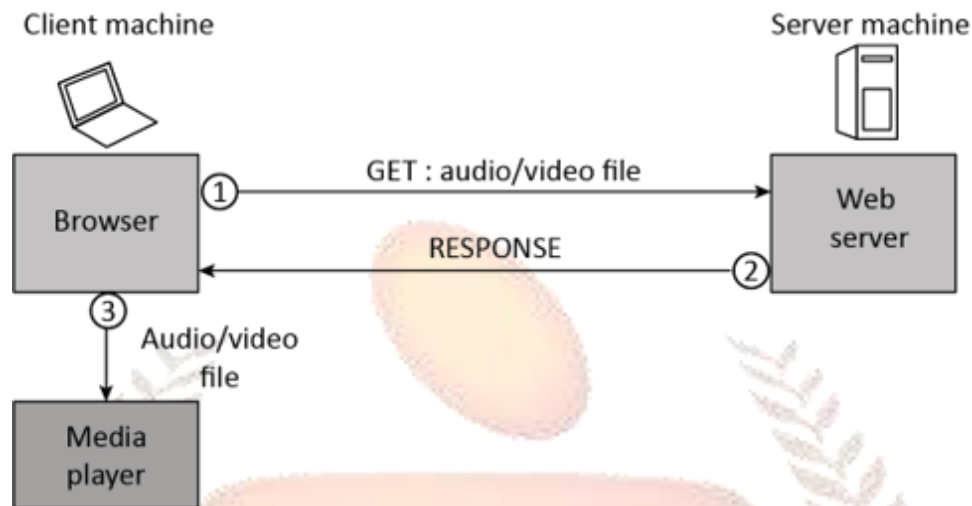 Client machine
Server machine
① GET : audio/video file
Browser
Web
server
RESPONSE ②
③
Audio/video
file
Media
player